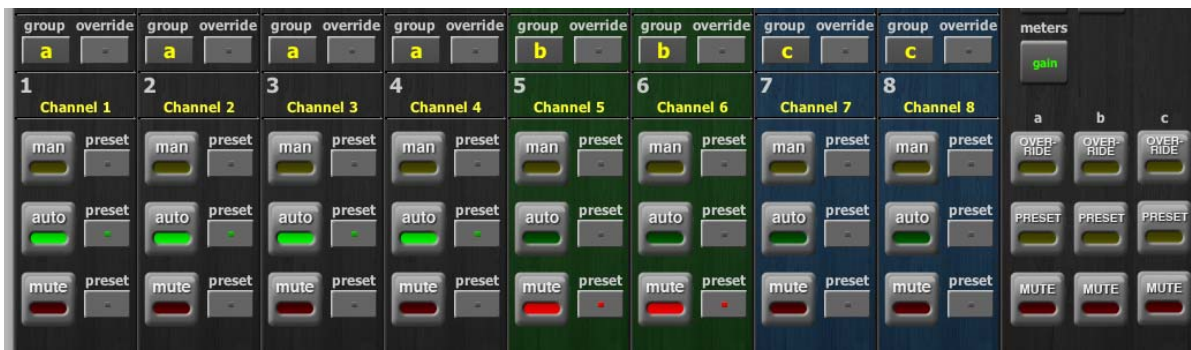 group override group override group override group override group override group override group override group override
meters
a a a a b b c c
gain
1 2 3 4 5 6 7 8
Channel 1 Channel 2 Channel 3 Channel 4 Channel 5 Channel 6 Channel 7 Channel 8
a b c
man preset man preset man preset man preset man preset man preset man preset man preset
OVER- OVER- OVER-
RIDE RIDE RIDE
auto preset auto preset auto preset auto preset auto preset auto preset auto preset auto preset
PRESET PRESET PRESET
mute preset mute preset mute preset mute preset mute preset mute preset mute preset mute preset
MUTE MUTE MUTE